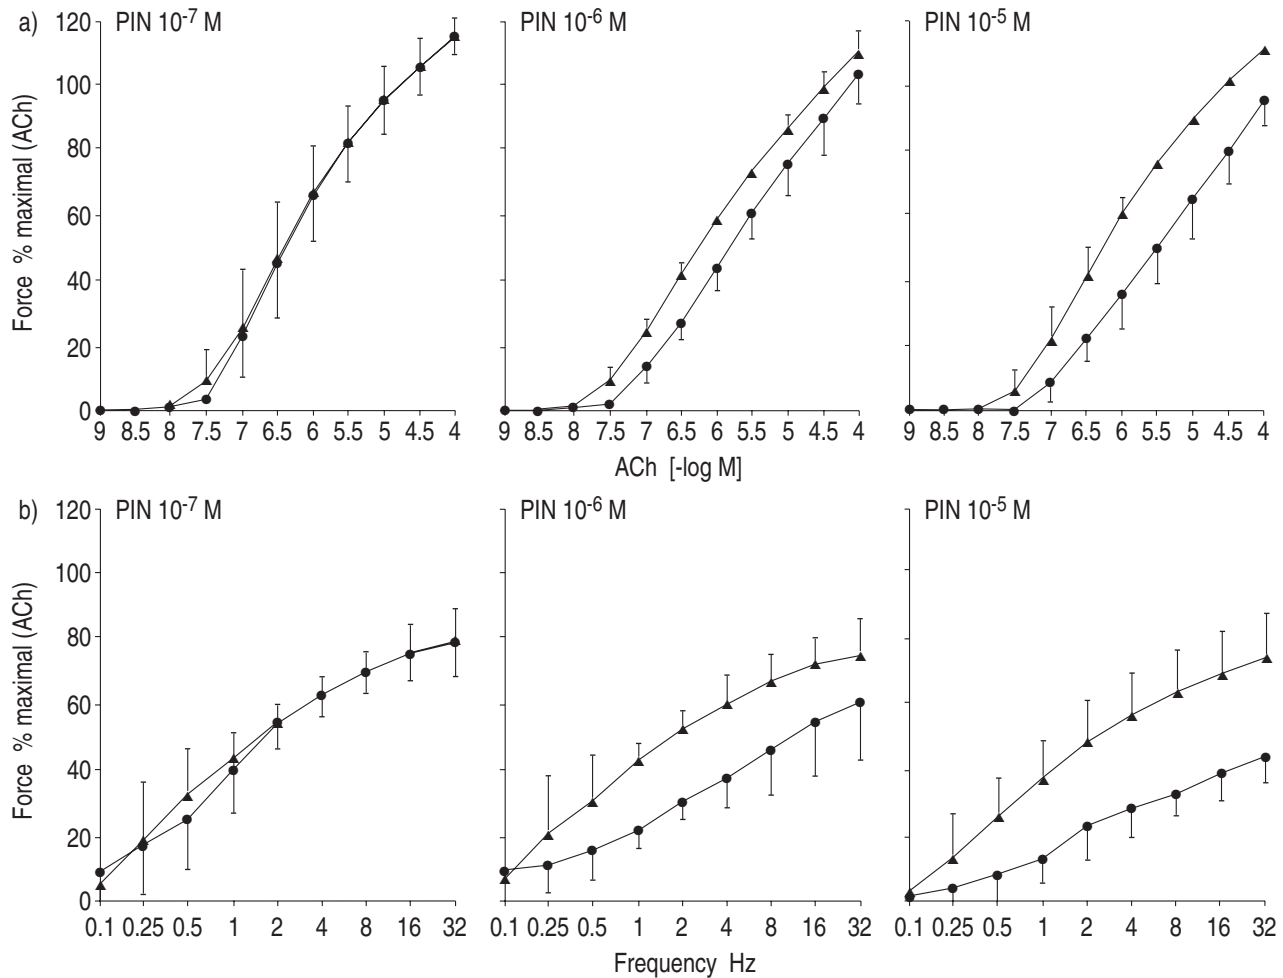 a) PIN 10-7 M PIN 10-6 M PIN 10-5 M
Force % maximal (ACh)
120
100
80
60
40
20
0
9 8.5 8 7.5 7 6.5 6 5.5 5 4.5 4 9 8.5 8 7.5 7 6.5 6 5.5 5 4.5 4 9 8.5 8 7.5 7 6.5 6 5.5 5 4.5 4
ACh [-log M]
b) PIN 10-7 M PIN 10-6 M PIN 10-5 M
Force % maximal (ACh)
120
100
80
60
40
20
0
0.1 0.25 0.5 1 2 4 8 16 32 0.1 0.25 0.5 1 2 4 8 16 32 0.1 0.25 0.5 1 2 4 8 16 32
Frequency Hz